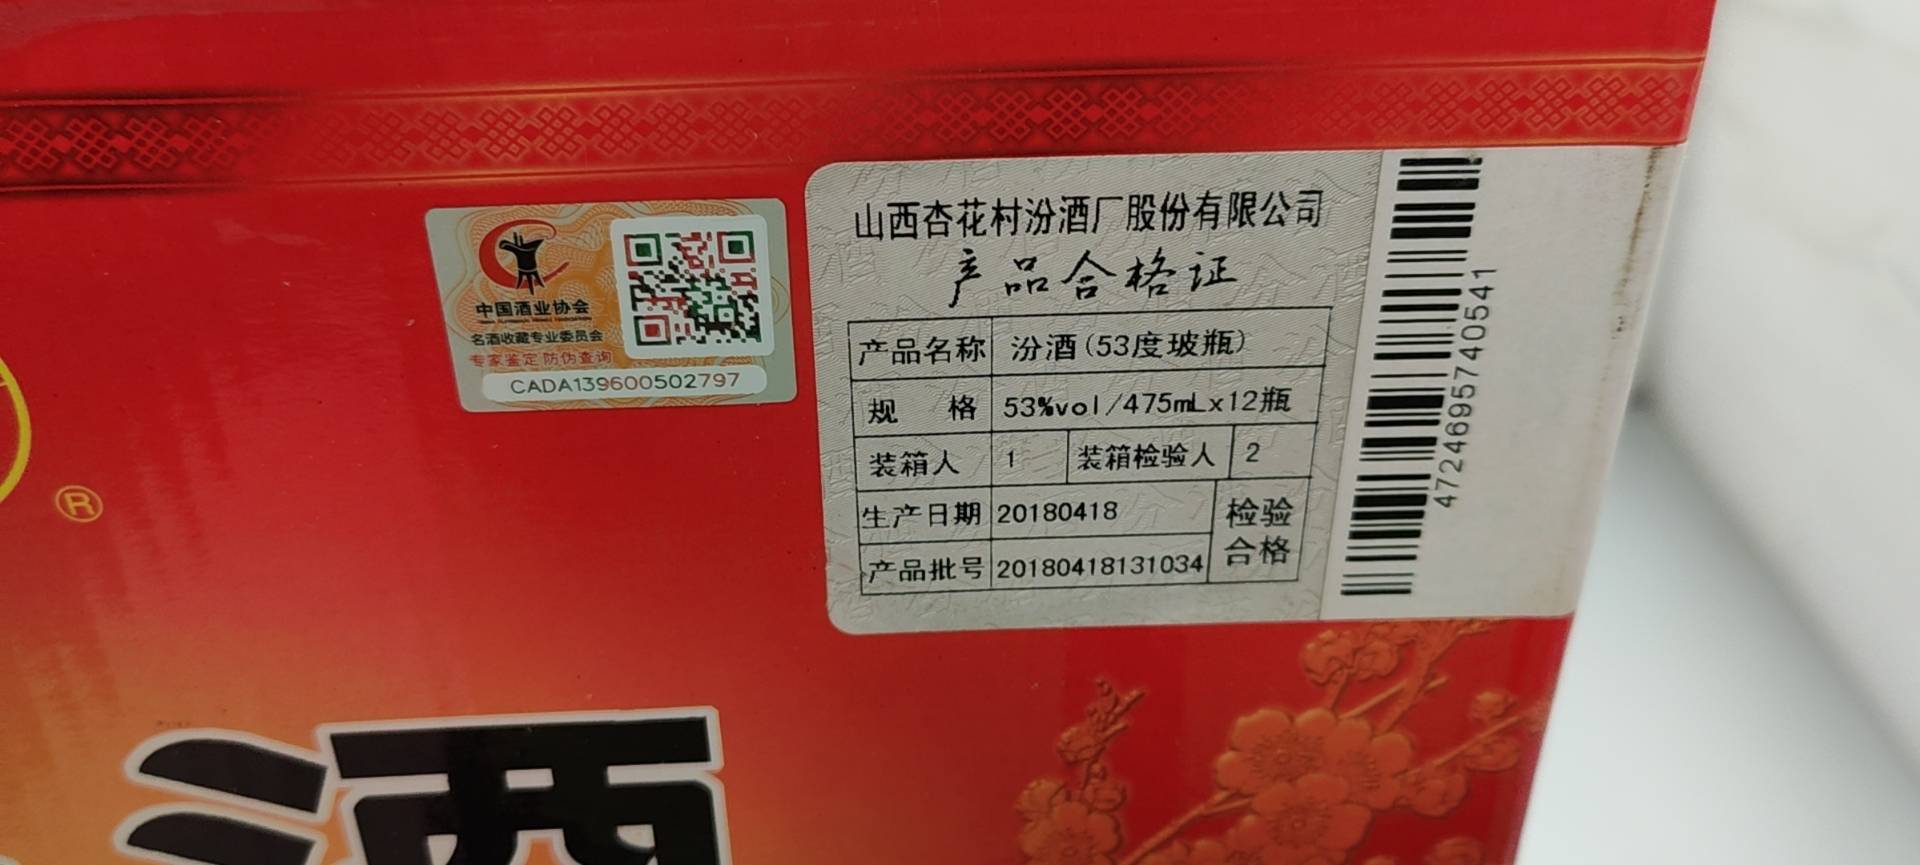 中国酒业协会
名酒收藏专业委员会
专家鉴定 防伪查询
CADA139600502797
山西杏花村汾酒厂股份有限公司
产品合格证
产品名称 汾酒(53度玻瓶)
规 格 53%vol/475mLx12瓶
装箱人 1 装箱检验人 2
生产日期 20180418 检验
产品批号 20180418131034 合格
4724695740541
®
酒